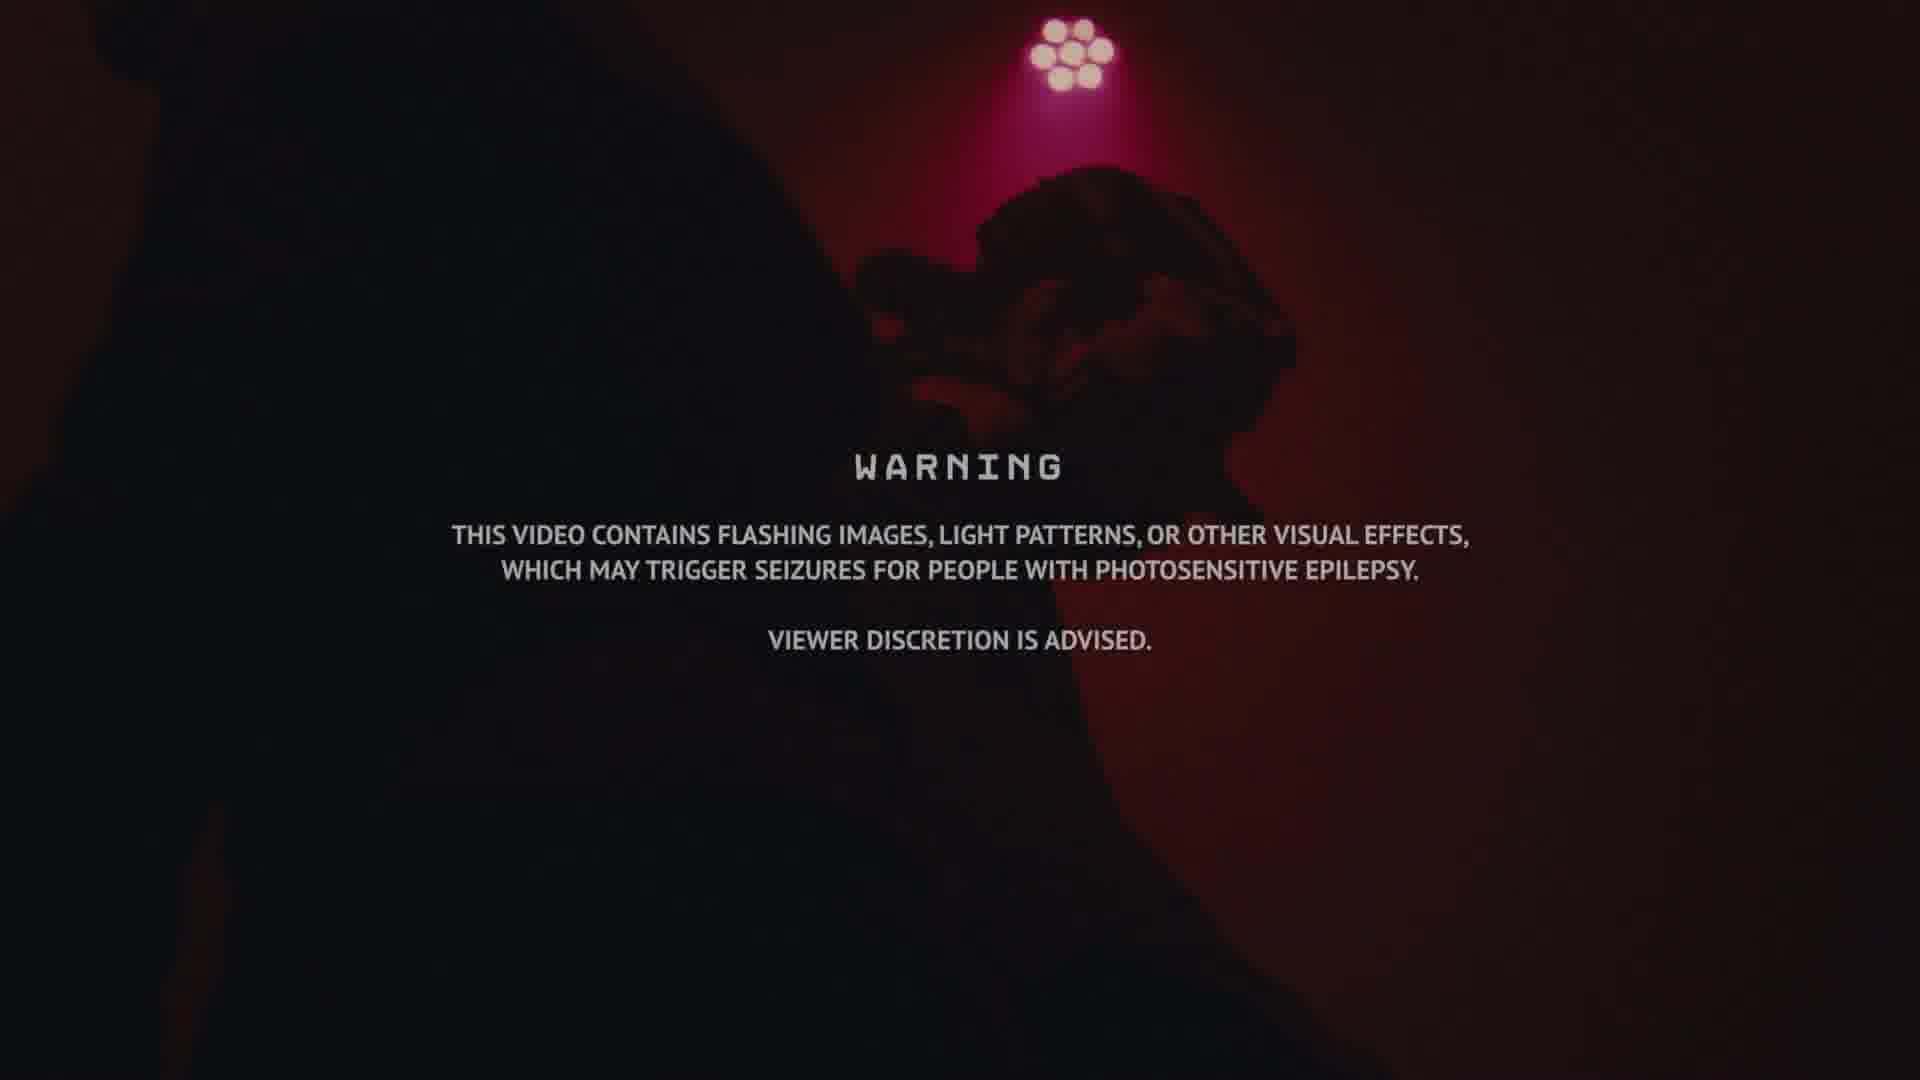 WARNING
THIS VIDEO CONTAINS FLASHING IMAGES, LIGHT PATTERNS, OR OTHER VISUAL EFFECTS,
WHICH MAY TRIGGER SEIZURES FOR PEOPLE WITH PHOTOSENSITIVE EPILEPSY.
VIEWER DISCRETION IS ADVISED.